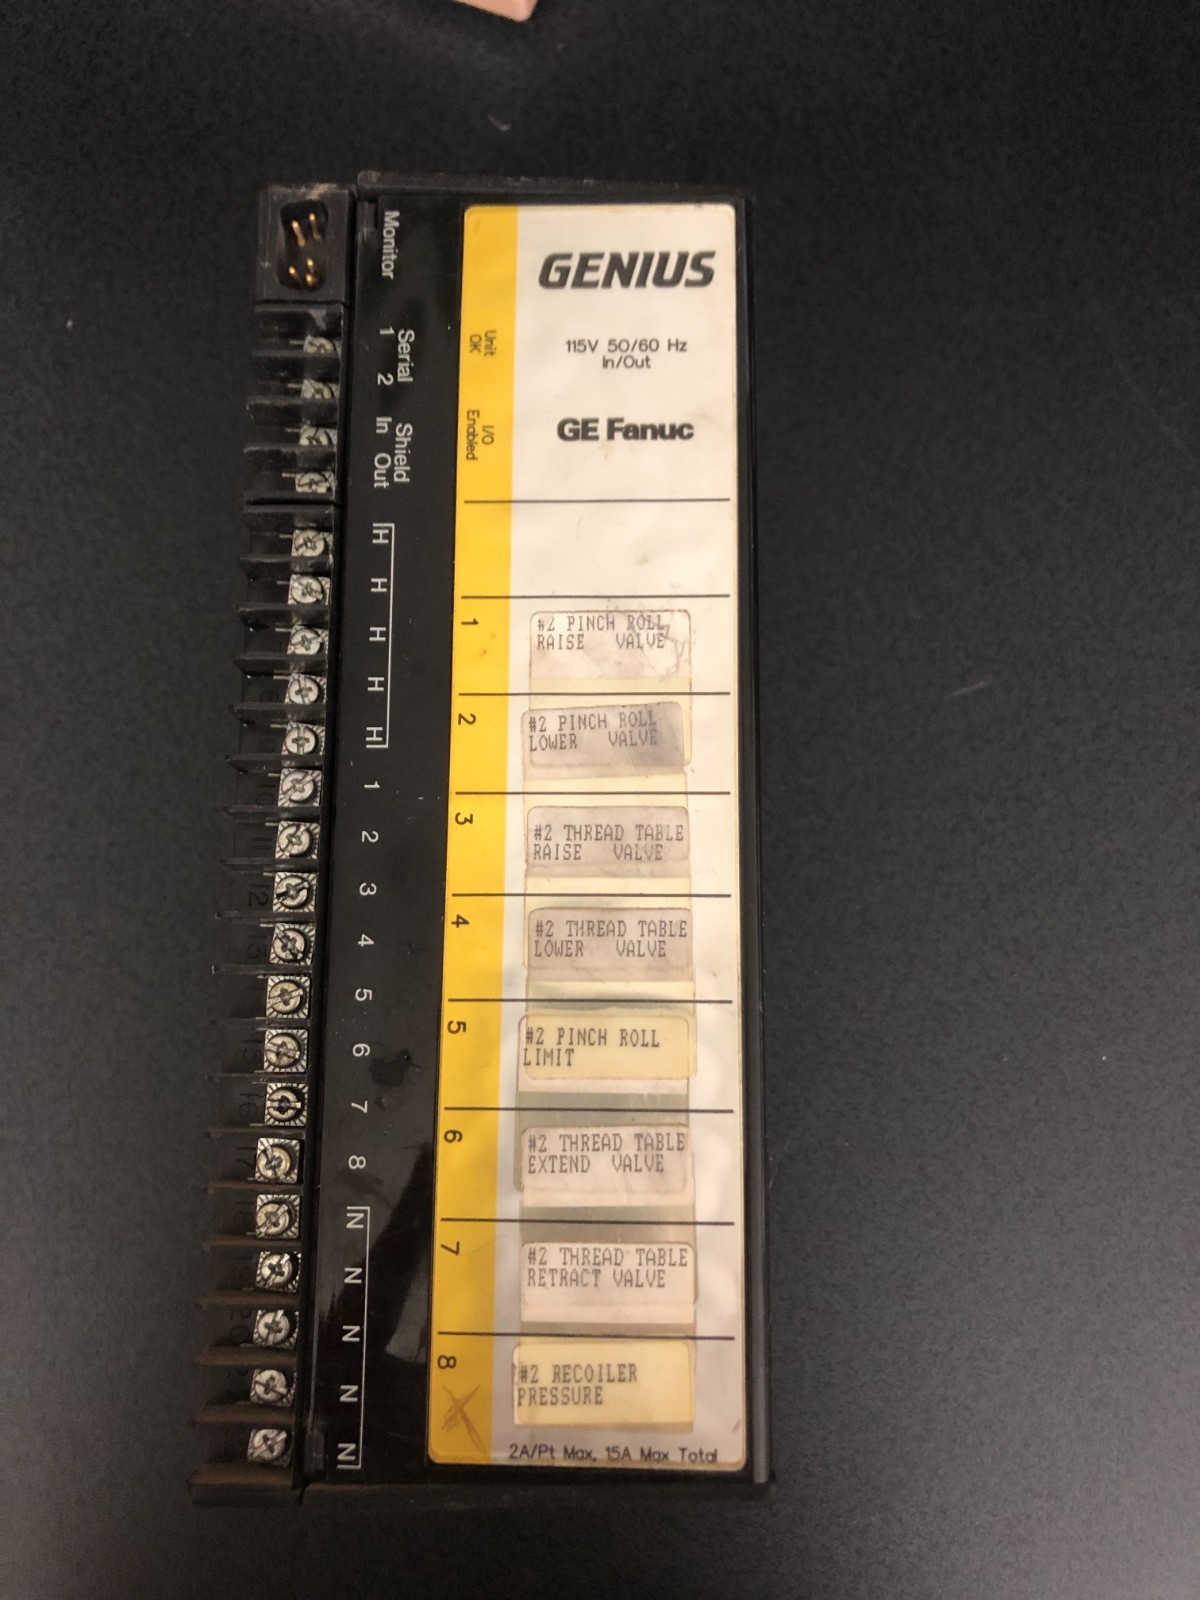 Monitor
Serial
1 2
Shield
In Out
H
H
H
H
H
1
2
3
4
5
6
7
8
N
N
N
N
N
Unit
OK
I/O
Enabled
GENIUS
115V 50/60 Hz
In/Out
GE Fanuc
1
#2 PINCH ROLL
RAISE VALVE
2
#2 PINCH ROLL
LOWER VALVE
3
#2 THREAD TABLE
RAISE VALVE
4
#2 THREAD TABLE
LOWER VALVE
5
#2 PINCH ROLL
LIMIT
6
#2 THREAD TABLE
EXTEND VALVE
7
#2 THREAD TABLE
RETRACT VALVE
8
#2 RECOILER
PRESSURE
2A/Pt Max, 15A Max Total